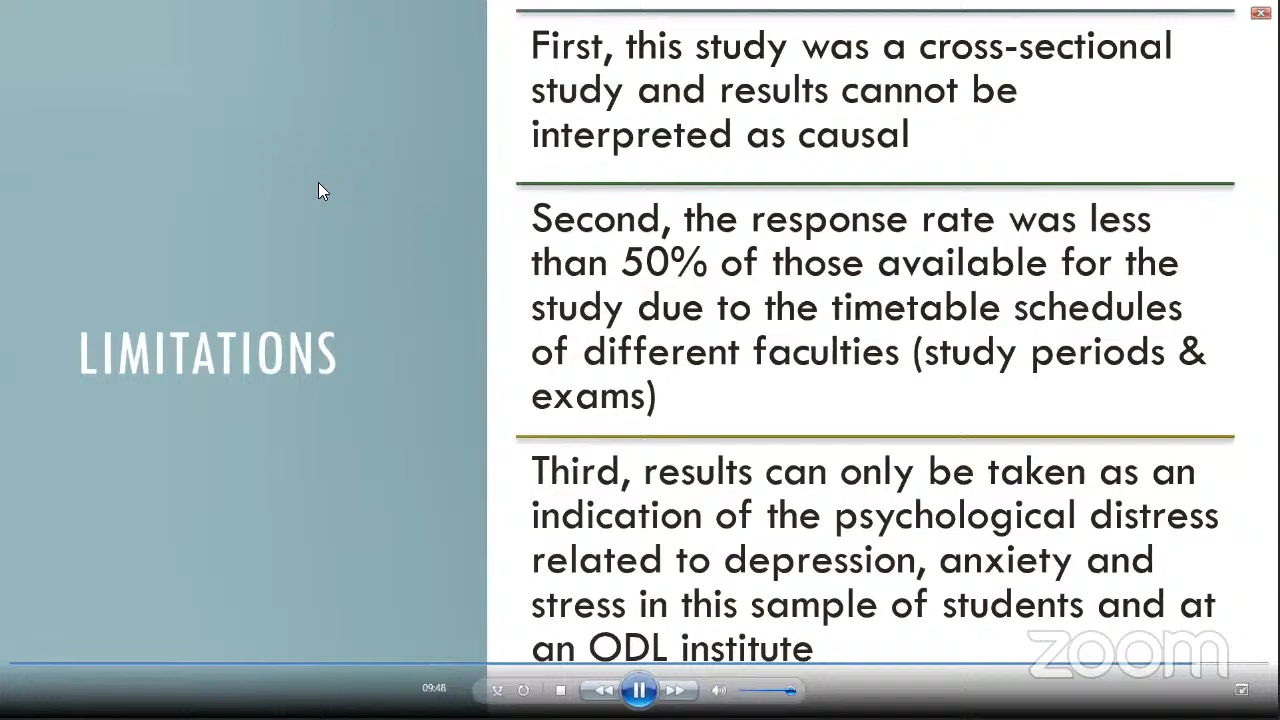 First, this study was a cross-sectional
study and results cannot be
interpreted as causal
Second, the response rate was less
than 50% of those available for the
study due to the timetable schedules
of different faculties (study periods &
exams)
LIMITATIONS
Third, results can only be taken as an
indication of the psychological distress
related to depression, anxiety and
stress in this sample of students and at
an ODL institute
zoom
09:48